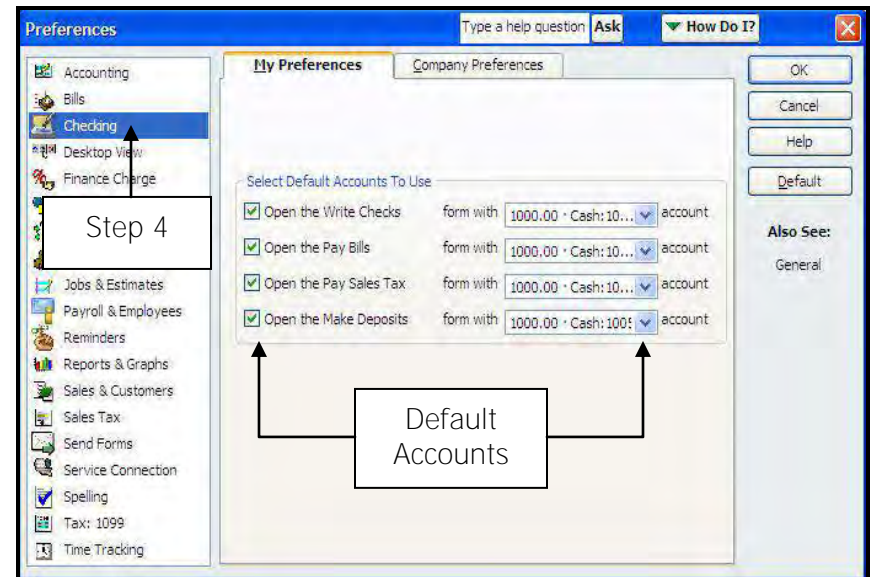 Preferences
Type a help question Ask
How Do I?
Accounting
Bills
Checking
Desktop View
Finance Charge
Jobs & Estimates
Payroll & Employees
Reminders
Reports & Graphs
Sales & Customers
Sales Tax
Send Forms
Service Connection
Spelling
Tax: 1099
Time Tracking
Step 4
My Preferences
Company Preferences
Select Default Accounts To Use
Open the Write Checks form with 1000.00 · Cash:10... account
Open the Pay Bills form with 1000.00 · Cash:10... account
Open the Pay Sales Tax form with 1000.00 · Cash:10... account
Open the Make Deposits form with 1000.00 · Cash:100 account
Default
Accounts
OK
Cancel
Help
Default
Also See:
General